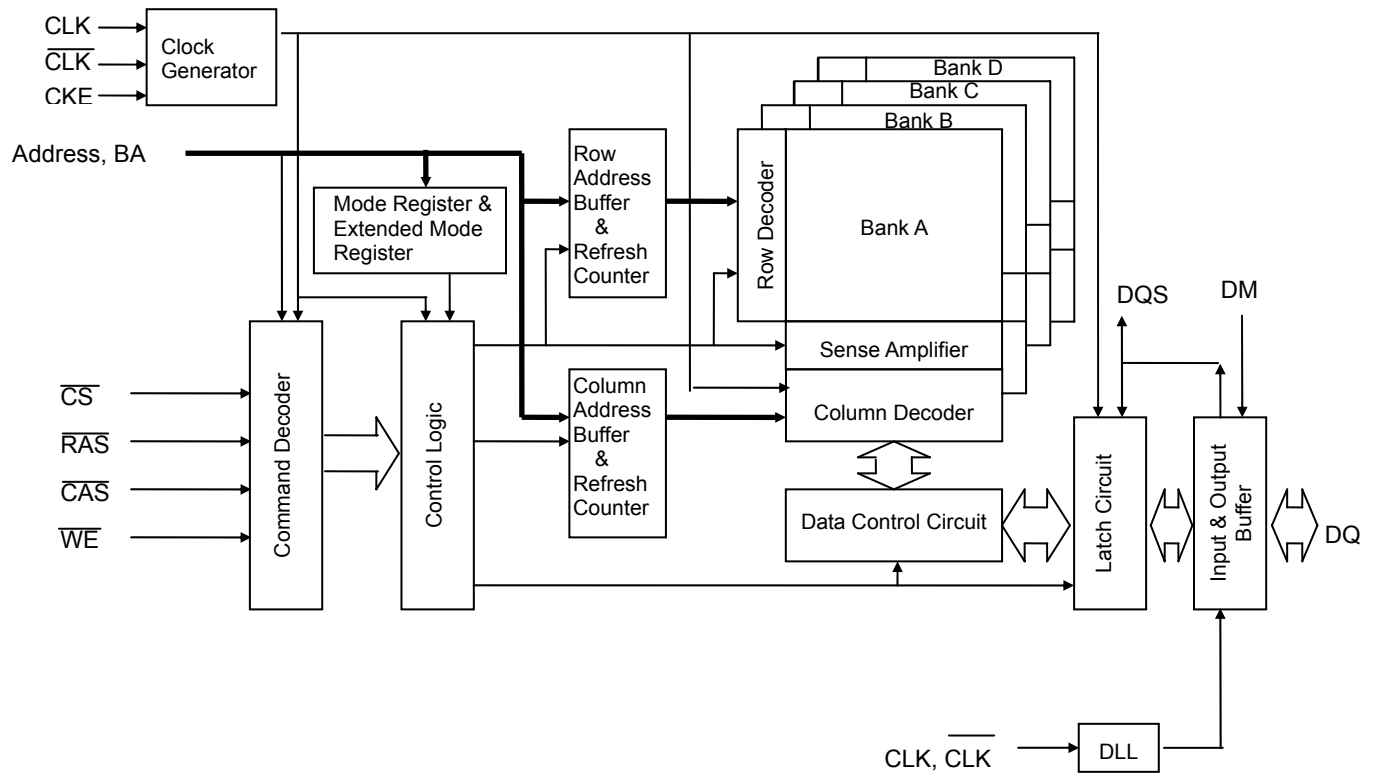 CLK
CLK
CKE
Clock
Generator
Address, BA
Mode Register &
Extended Mode
Register
Row
Address
Buffer
&
Refresh
Counter
Bank D
Bank C
Bank B
Bank A
Row Decoder
Sense Amplifier
Column Decoder
CS
RAS
CAS
WE
Command Decoder
Control Logic
Column
Address
Buffer
&
Refresh
Counter
Data Control Circuit
DQS
DM
Latch Circuit
Input & Output
Buffer
DQ
CLK, CLK
DLL